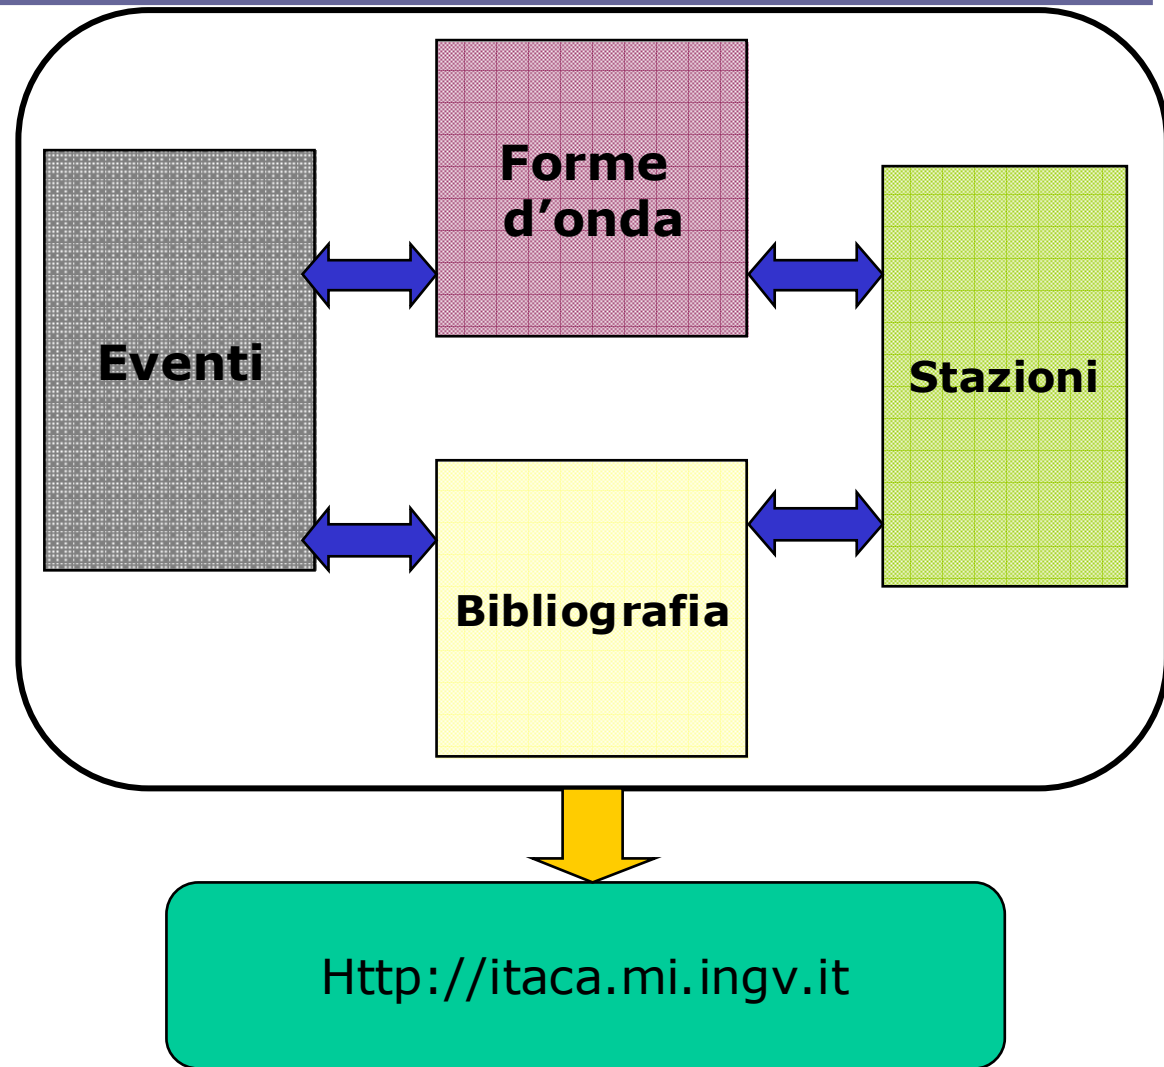 Forme
d’onda
Eventi
Stazioni
Bibliografia
Http://itaca.mi.ingv.it